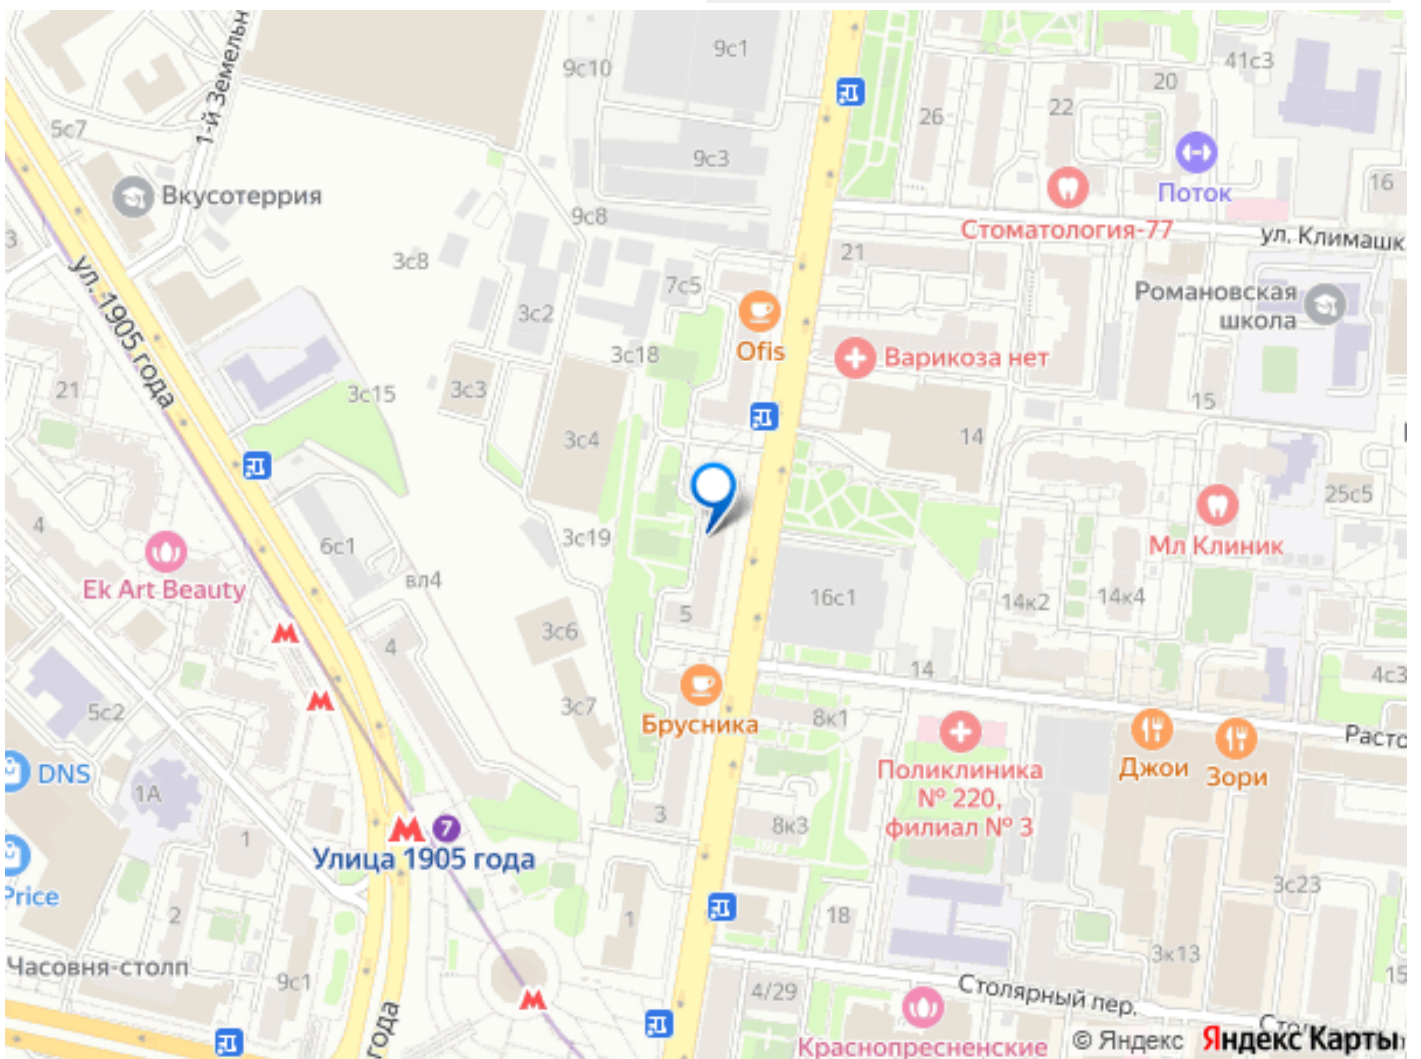 9с1
41с3
9с10
20
22
26
5с7
1-й Земельн
9с3
Поток
16
Вкусотеррия
9с8
Стоматология-77
ул. Климашк
3
21
3с8
7с5
Романовская
школа
ул. 1905 года
3с2
Ofis
3с18
Варикоза нет
21
3с15
3с3
15
3с4
14
25с5
4
3с19
6с1
Мл Клиник
Ek Art Beauty
вл4
16с1
14к2
14к4
5
3с6
4
14
4с3
5с2
3с7
Брусника
8к1
Расто
DNS
1А
Поликлиника
№ 220,
филиал № 3
Джои
Зори
3
8к3
7
Улица 1905 года
1
Price
3с23
2
1
18
3к13
Часовня-столп
9с1
15
4/29
Столярный пер.
года
Краснопресненские
© Яндекс
Яндекс Карты